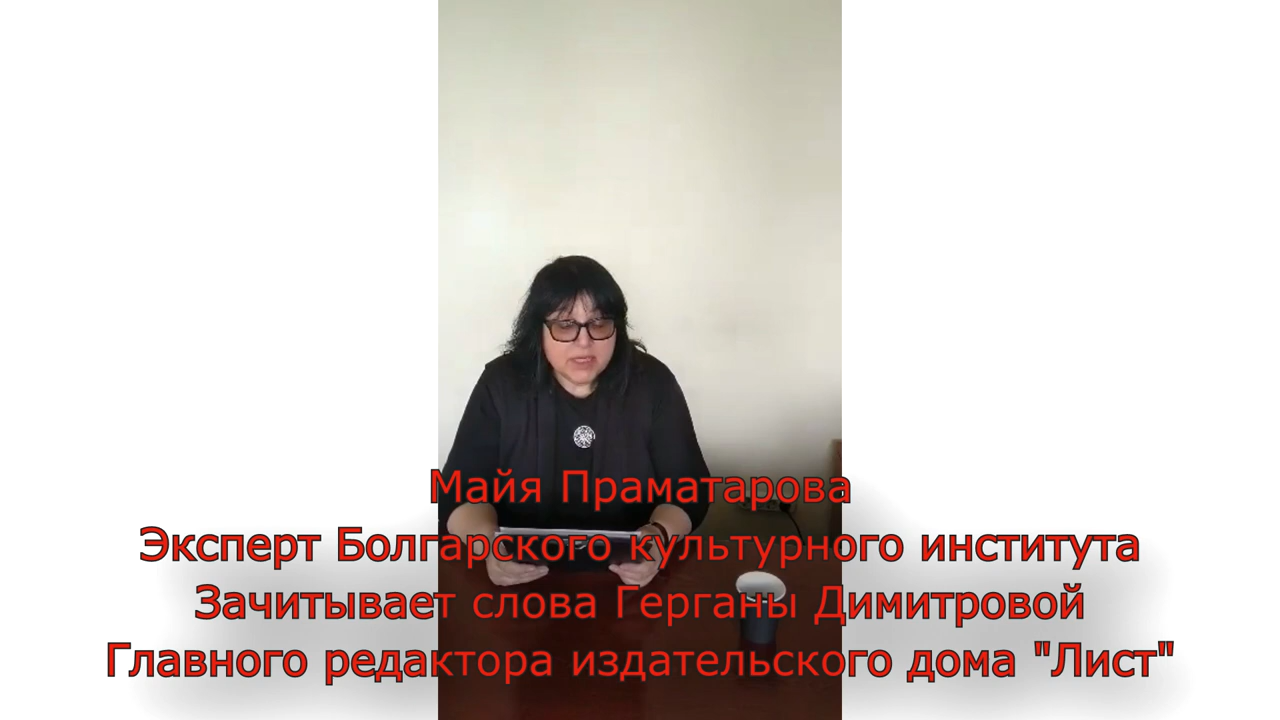 Майя Праматарова
Эксперт Болгарского культурного института
Зачитывает слова Герганы Димитровой
Главного редактора издательского дома "Лист"